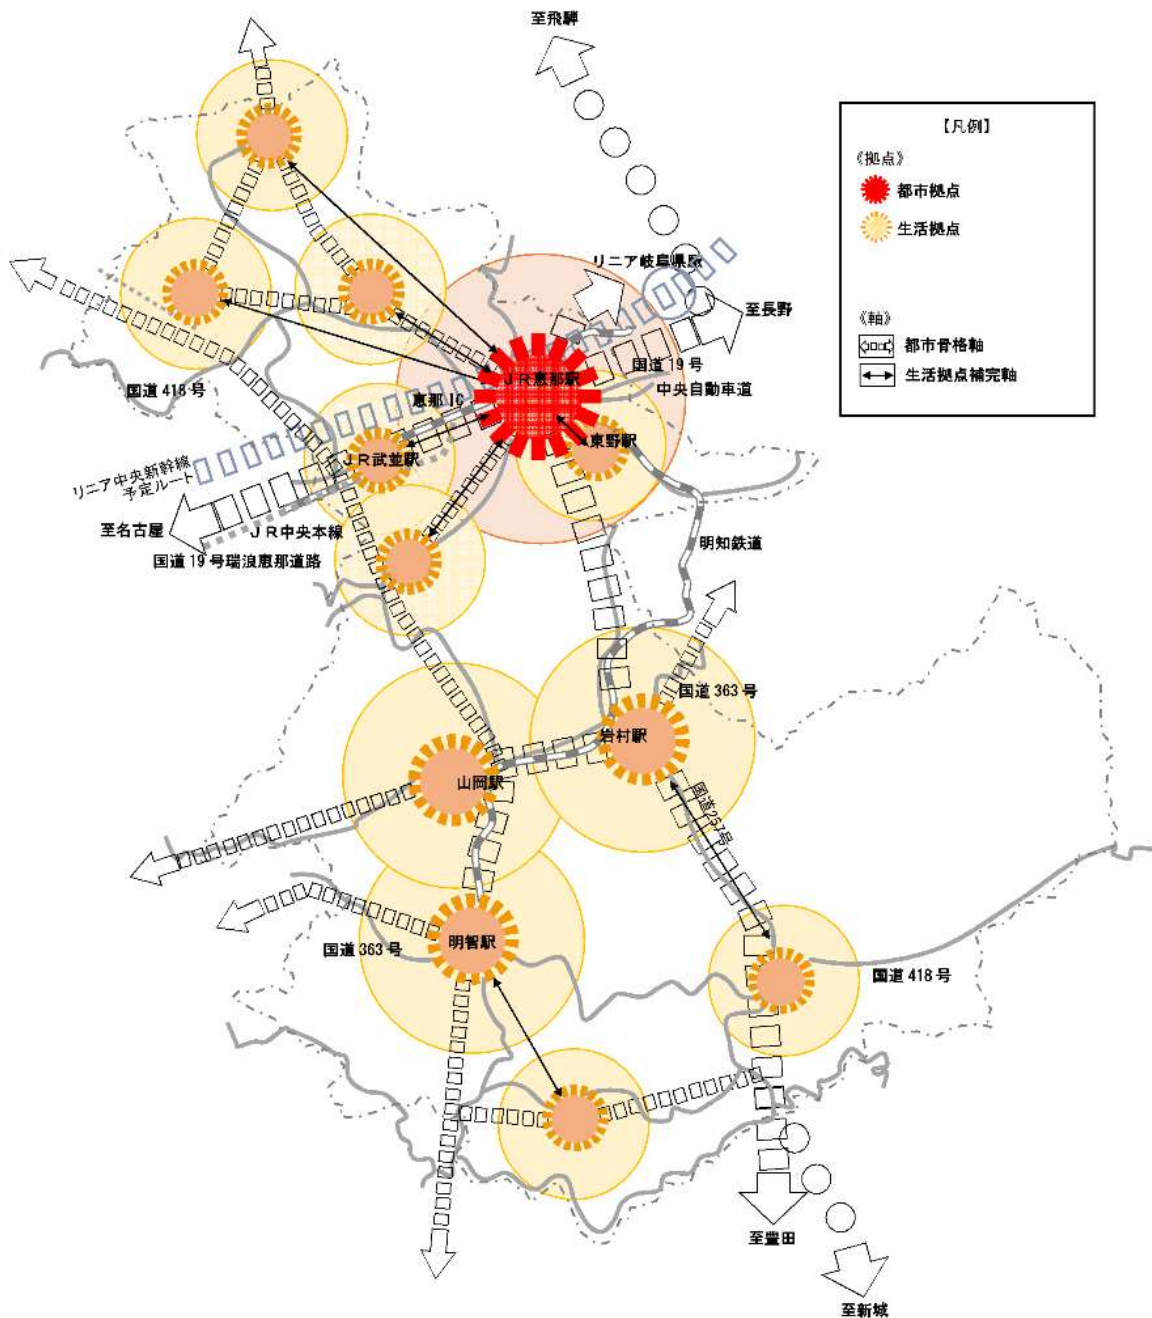 至飛騨
【凡例】
《拠点》
都市拠点
生活拠点
《軸》
都市骨格軸
生活拠点補完軸
リニア岐阜県駅
至長野
国道19号
中央自動車道
JR恵那駅
恵那IC
国道418号
東野駅
JR武並駅
リニア中央新幹線
予定ルート
至名古屋
JR中央本線
国道19号瑞浪恵那道路
明知鉄道
国道363号
岩村駅
山岡駅
国道257号
明智駅
国道363号
国道418号
至豊田
至新城